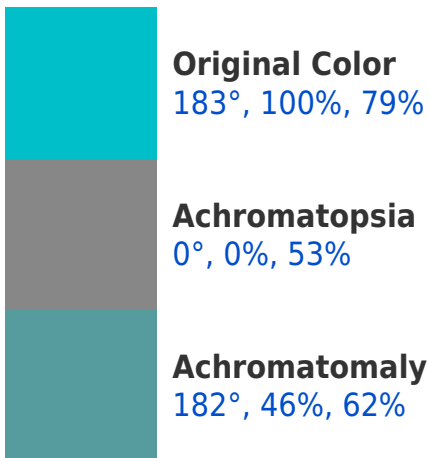 Original Color
183°, 100%, 79%
Achromatopsia
0°, 0%, 53%
Achromatomaly
182°, 46%, 62%